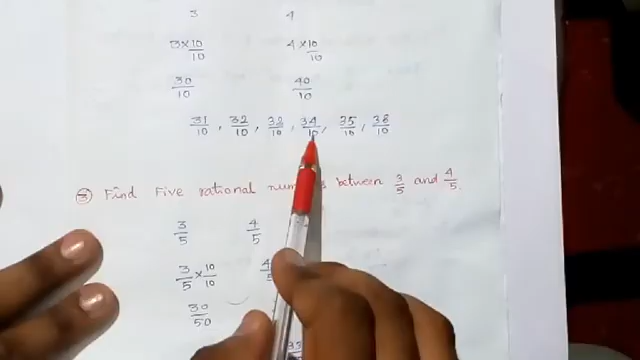 3 4
3 × 10/10 4 × 10/10
30/10 40/10
31/10, 32/10, 33/10, 34/10, 35/10, 36/10
③ Find Five rational between 3/5 and 4/5.
3/5 4/5
3/5 × 10/10
30/50
33